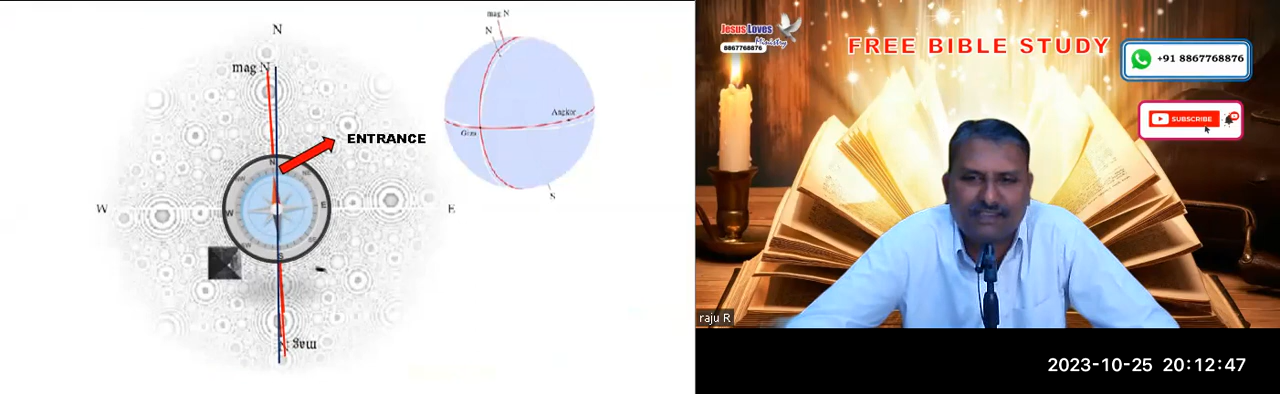 N
mag N
ENTRANCE
W
E
N
W
E
S
mag N
mag N
N
Angkor
Giza
S
Jesus Loves
Ministry
8867768876
FREE BIBLE STUDY
+91 8867768876
SUBSCRIBE
raju R
2023-10-25 20:12:47